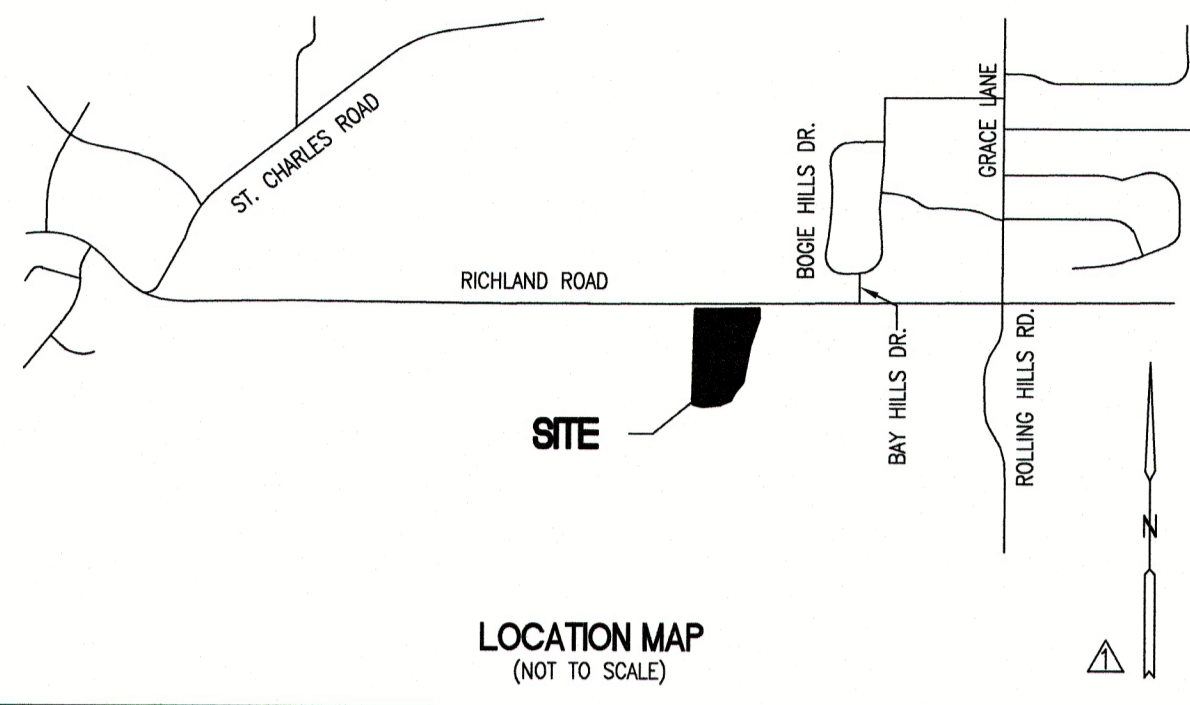 ST. CHARLES ROAD
BOGIE HILLS DR.
GRACE LANE
RICHLAND ROAD
BAY HILLS DR.
ROLLING HILLS RD.
SITE
N
LOCATION MAP
(NOT TO SCALE)
1